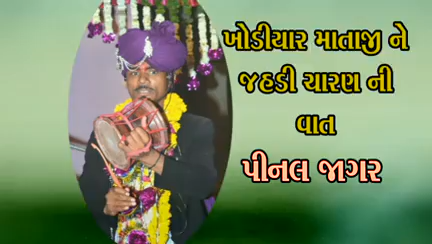 ખોડીયાર માતાજી ને
જહડી ચારણ ની
વાત
પીનલ જાગર